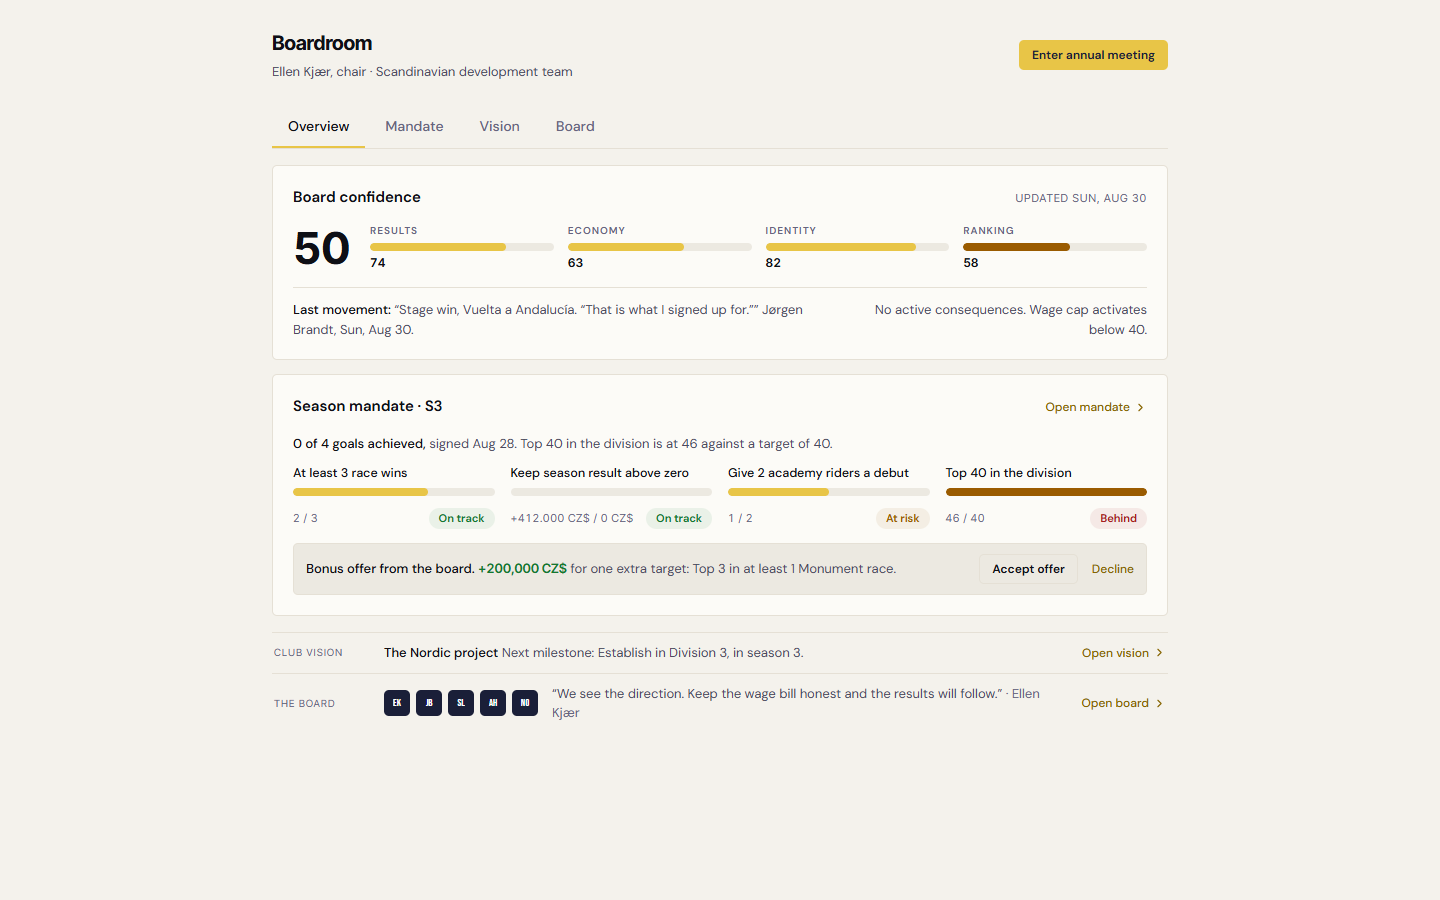 Boardroom
Ellen Kjær, chair · Scandinavian development team
Enter annual meeting
Overview Mandate Vision Board
Board confidence
UPDATED SUN, AUG 30
50
RESULTS ECONOMY IDENTITY RANKING
74 63 82 58
Last movement: “Stage win, Vuelta a Andalucía. “That is what I signed up for.”” Jørgen
Brandt, Sun, Aug 30.
No active consequences. Wage cap activates
below 40.
Season mandate · S3
Open mandate
0 of 4 goals achieved, signed Aug 28. Top 40 in the division is at 46 against a target of 40.
At least 3 race wins
2 / 3 On track
Keep season result above zero
+412.000 CZ$ / 0 CZ$ On track
Give 2 academy riders a debut
1 / 2 At risk
Top 40 in the division
46 / 40 Behind
Bonus offer from the board. +200,000 CZ$ for one extra target: Top 3 in at least 1 Monument race.
Accept offer Decline
CLUB VISION
The Nordic project Next milestone: Establish in Division 3, in season 3.
Open vision
THE BOARD
EK JB SL AH NO
“We see the direction. Keep the wage bill honest and the results will follow.” · Ellen
Kjær
Open board